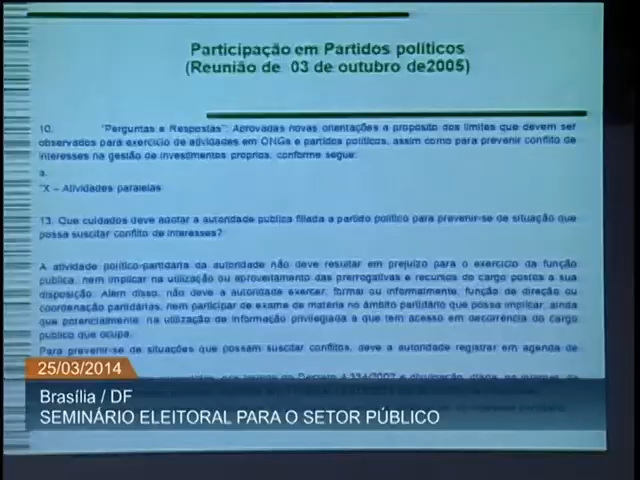 Participação em Partidos políticos
(Reunião de 03 de outubro de2005)
10. "Perguntas e Respostas": Aprovadas novas orientações a propósito dos limites que devem ser
observados para exercício de atividades em ONGs e partidos políticos, assim como para prevenir conflito de
interesses na gestão de investimentos próprios, conforme segue:
a.
"X – Atividades paralelas
13. Que cuidados deve adotar a autoridade pública filiada a partido político para prevenir-se de situação que
possa suscitar conflito de interesses?
A atividade político-partidária da autoridade não deve resultar em prejuízo para o exercício da função
pública, nem implicar na utilização ou aproveitamento das prerrogativas e recursos do cargo postos a sua
disposição. Além disso, não deve a autoridade exercer, formal ou informalmente, função de direção ou
coordenação partidárias, nem participar de exame de matéria no âmbito partidário que possa implicar, ainda
que potencialmente, na utilização de informação privilegiada a que tem acesso em decorrência do cargo
público que ocupa.
Para prevenir-se de situações que possam suscitar conflitos, deve a autoridade registrar em agenda de
Decreto 4.334/2002 e divulgação
25/03/2014
Brasília / DF
SEMINÁRIO ELEITORAL PARA O SETOR PÚBLICO